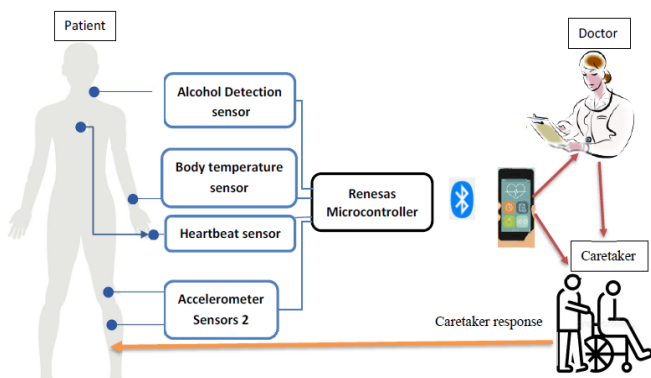 Patient
Doctor
Alcohol Detection
sensor
Body temperature
sensor
Renesas
Microcontroller
Heartbeat sensor
Caretaker
Accelerometer
Sensors 2
Caretaker response